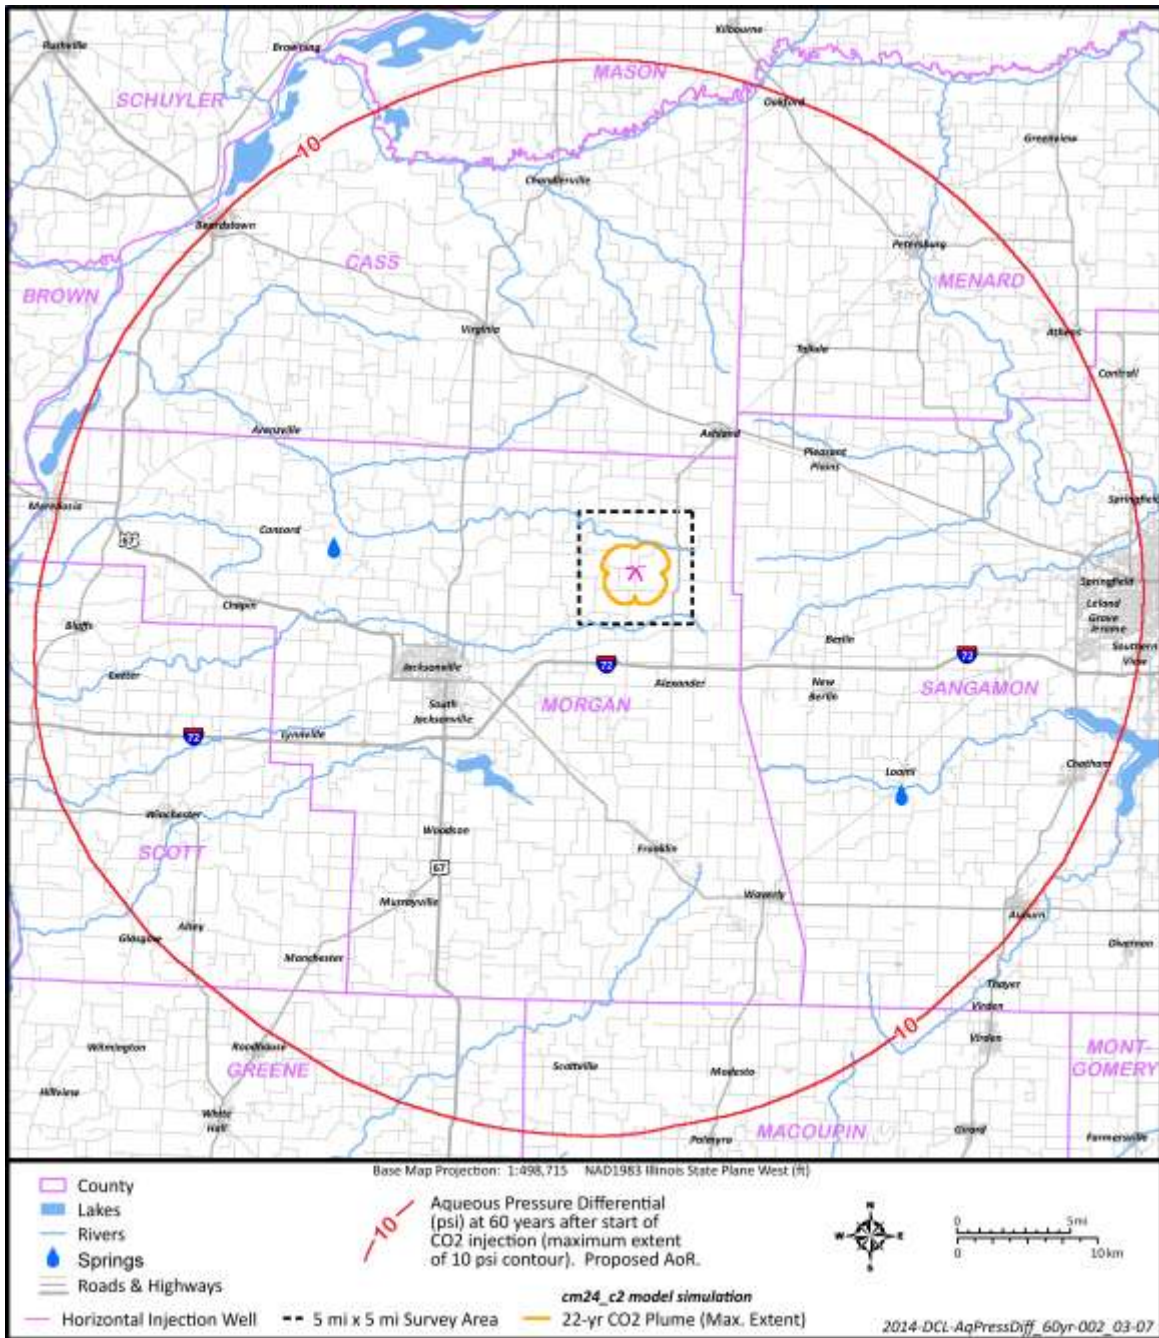 Kilbourne
Rushville
Browning
MASON
SCHUYLER
Oakford
Greenview
10
Chandlerville
Beardstown
Petersburg
CASS
MENARD
BROWN
Virginia
Athens
Tallula
Cantrall
Arenzville
Ashland
Pleasant
Plains
Meredosia
Springfield
Concord
67
Springfield
Chapin
Leland
Grove
Jerome
Bluffs
Berlin
Southern
View
Jacksonville
72
72
Exeter
Alexander
New
Berlin
SANGAMON
South
Jacksonville
MORGAN
72
Lynnville
Loami
Chatham
Winchester
Woodson
SCOTT
Franklin
67
Waverly
Murrayville
Auburn
Alsey
Glasgow
Divernon
Manchester
Thayer
Virden
10
Wilmington
Roodhouse
Virden
MONT-
GOMERY
GREENE
Scottville
Modesto
Hillview
White
Hall
MACOUPIN
Girard
Palmyra
Farmersville
Base Map Projection: 1:498,715 NAD1983 Illinois State Plane West (ft)
County
Lakes
Rivers
Springs
Roads & Highways
Horizontal Injection Well
10
Aqueous Pressure Differential
(psi) at 60 years after start of
CO2 injection (maximum extent
of 10 psi contour). Proposed AoR.
N
W E
S
0 5mi
0 10km
cm24_c2 model simulation
5 mi x 5 mi Survey Area
22-yr CO2 Plume (Max. Extent)
2014-DCL-AqPressDiff_60yr-002_03-07